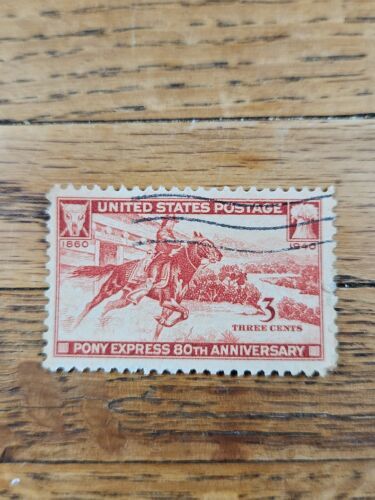 UNITED STATES POSTAGE
1860 1940
3
THREE CENTS
PONY EXPRESS 80TH ANNIVERSARY